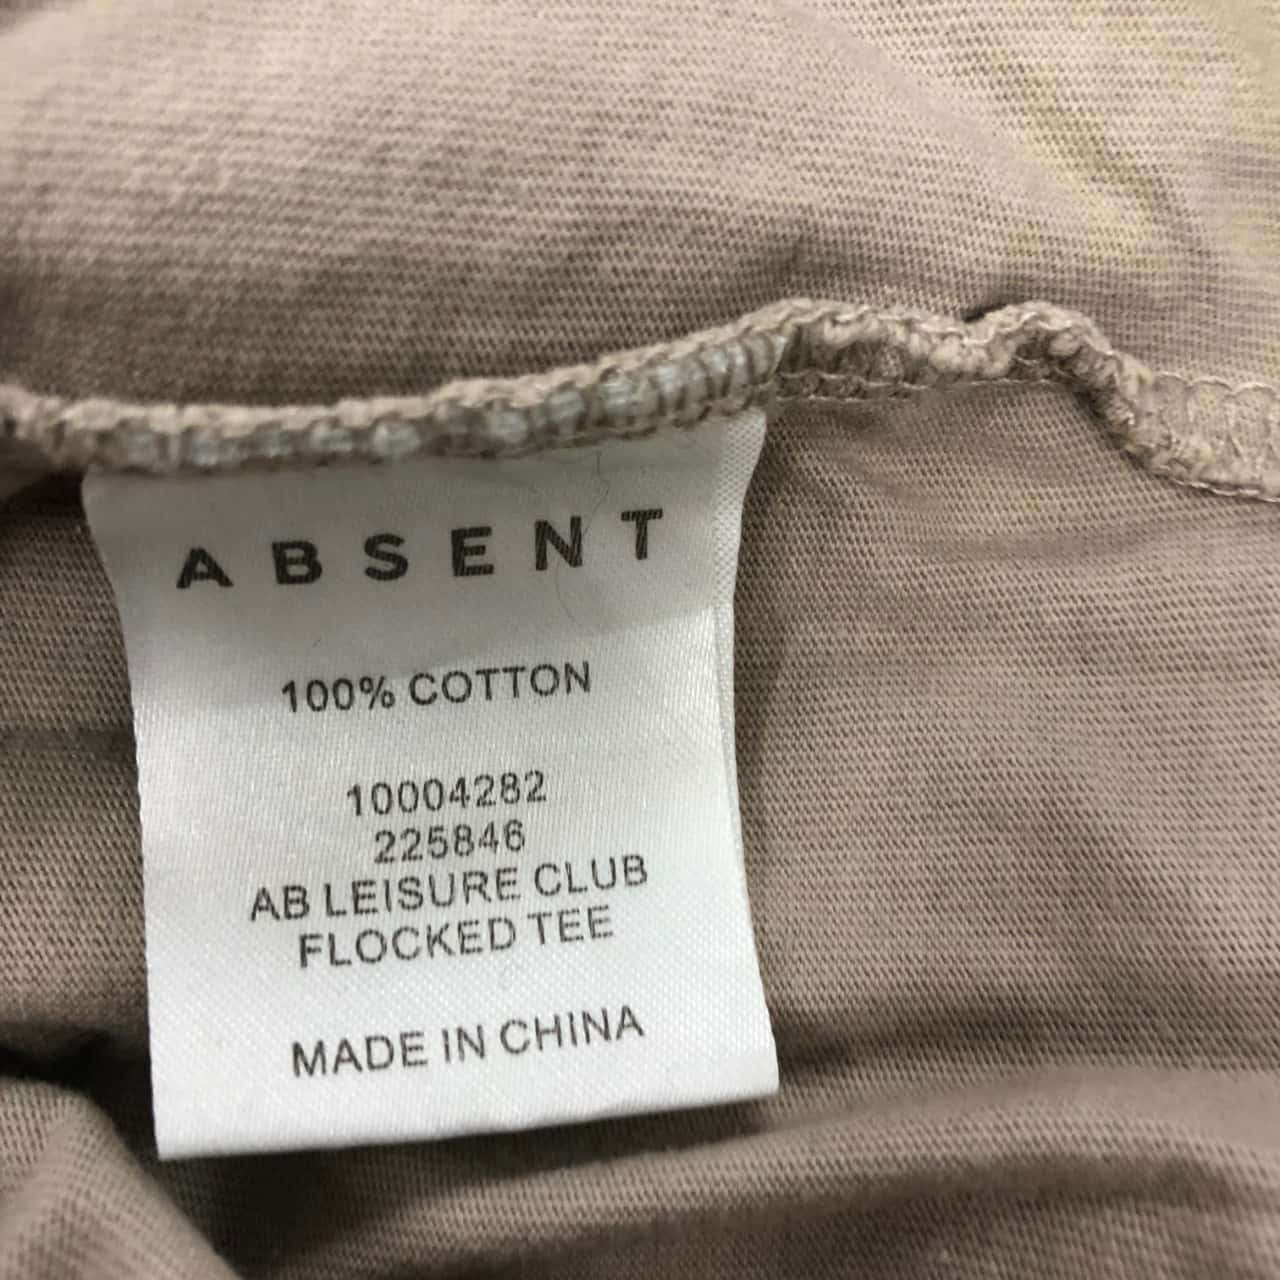 ABSENT
100% COTTON
10004282
225846
AB LEISURE CLUB
FLOCKED TEE
MADE IN CHINA